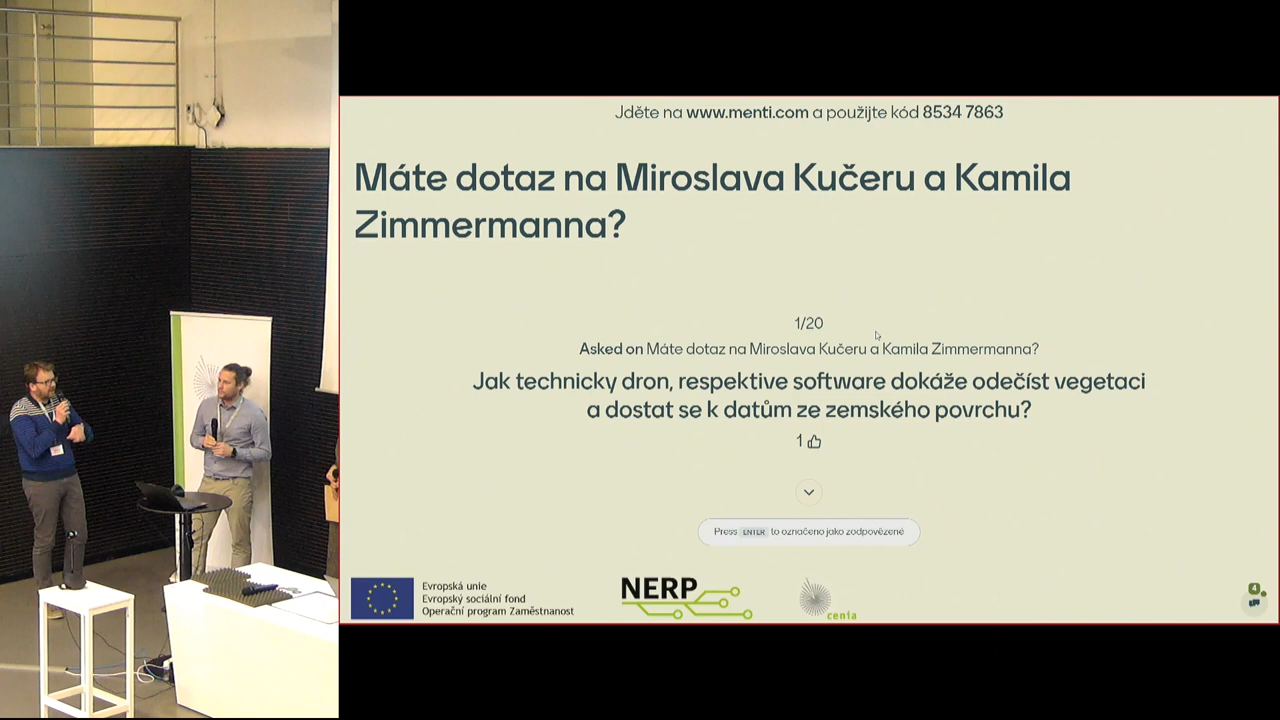 Jděte na www.menti.com a použijte kód 8534 7863
Máte dotaz na Miroslava Kučeru a Kamila
Zimmermanna?
1/20
Asked on Máte dotaz na Miroslava Kučeru a Kamila Zimmermanna?
Jak technicky dron, respektive software dokáže odečíst vegetaci
a dostat se k datům ze zemského povrchu?
1
Press ENTER to označeno jako zodpovězené
Evropská unie
Evropský sociální fond
Operační program Zaměstnanost
NERP
cenia
4